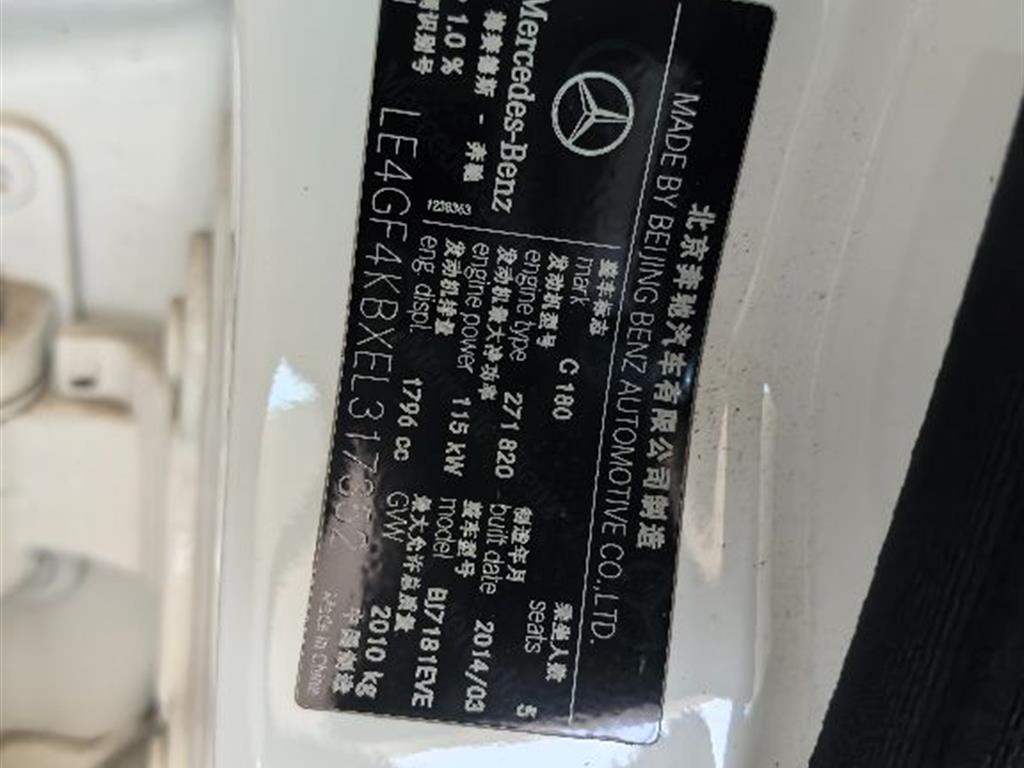 北京奔驰汽车有限公司制造
MADE BY BEIJING BENZ AUTOMOTIVE CO.,LTD.
Mercedes-Benz
梅赛德斯 - 奔驰
1.0 %
1238363
整车标志
mark
C 180
乘坐人数
seats
5
发动机型号
engine type
271 820
制造年月
built date
2014/03
发动机最大净功率
engine power
115 kW
整车型号
model
BJ7181EVE
发动机排量
eng. displ.
1796 cc
最大允许总质量
GVW
2010 kg
识别号
中国制造
Made in China